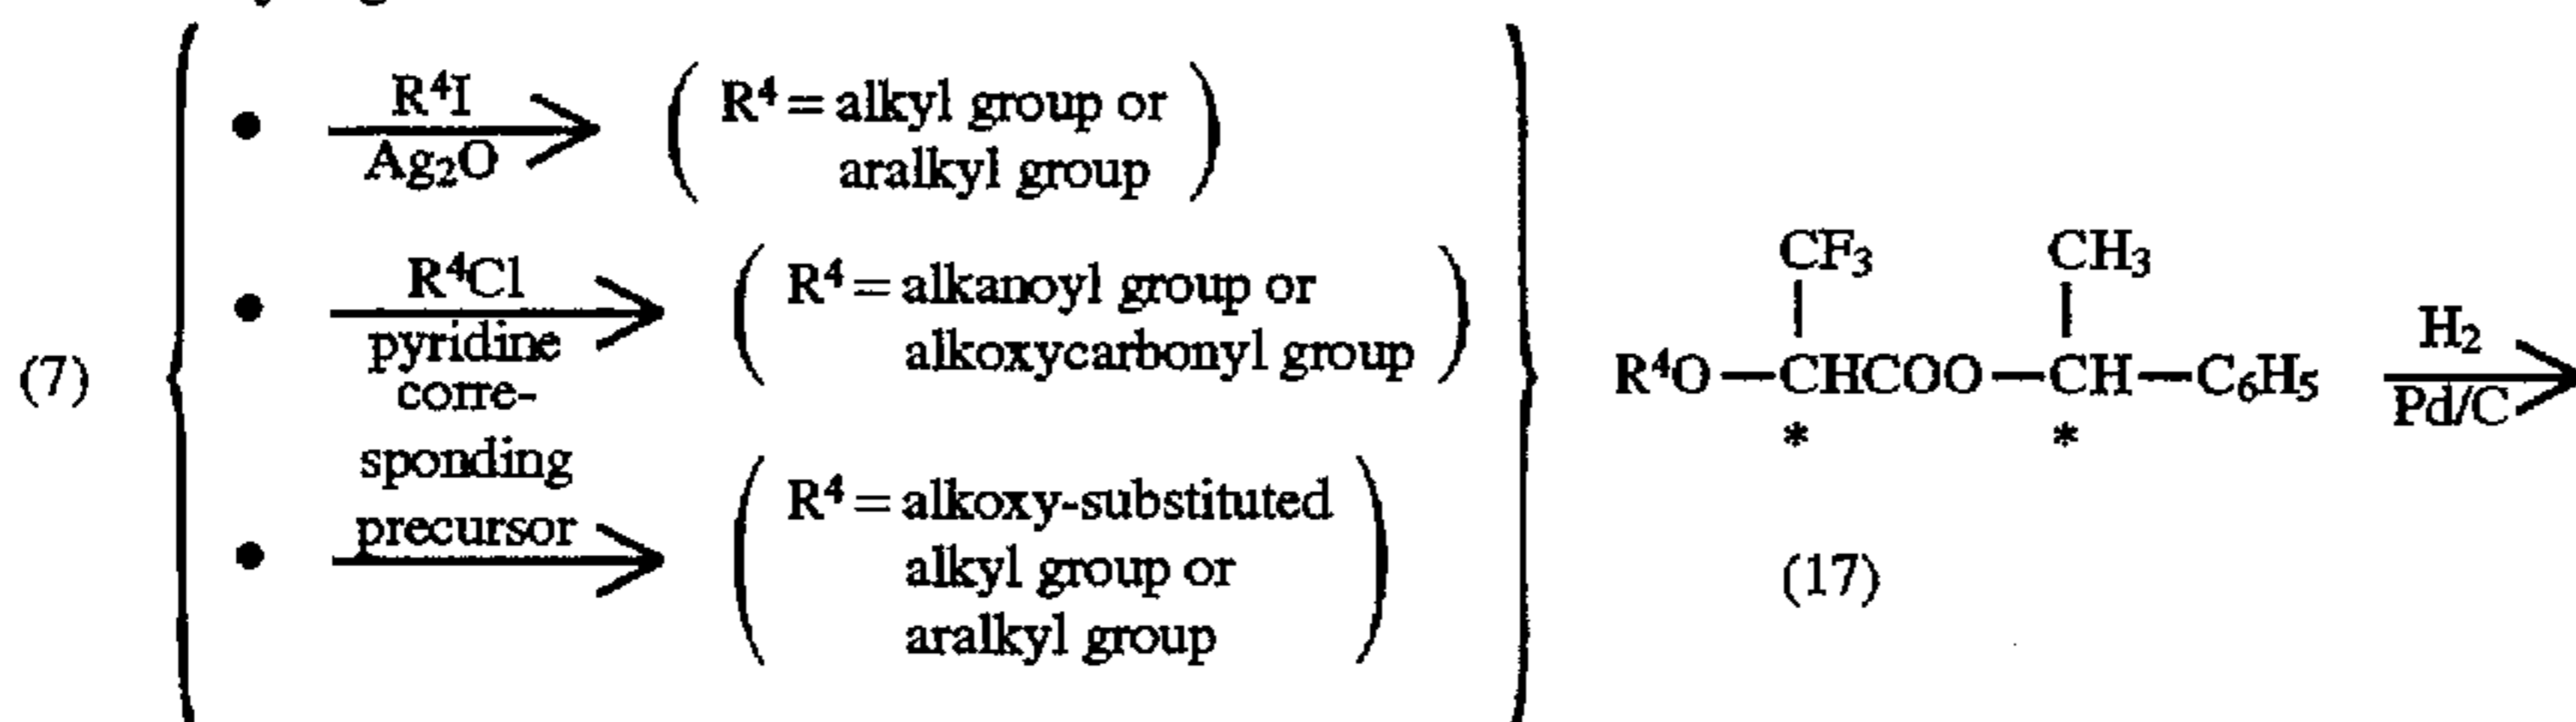 (7)
• R⁴I
Ag₂O
( R⁴ = alkyl group or
aralkyl group )
• R⁴Cl
pyridine
( R⁴ = alkanoyl group or
alkoxycarbonyl group )
corre-
sponding
• precursor
( R⁴ = alkoxy-substituted
alkyl group or
aralkyl group )
CF₃ CH₃
R⁴O—CHCOO—CH—C₆H₅
* *
(17)
H₂
Pd/C